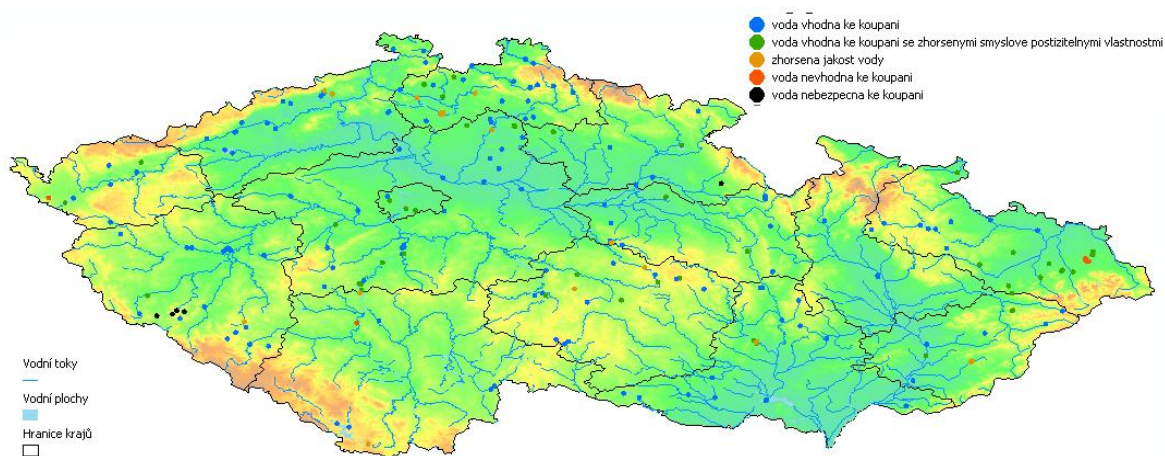 voda vhodna ke koupani
voda vhodna ke koupani se zhorsenymi smyslove postizitelnymi vlastnostmi
zhorsena jakost vody
voda nevhodna ke koupani
voda nebezpecna ke koupani
Vodní toky
Vodní plochy
Hranice krajů